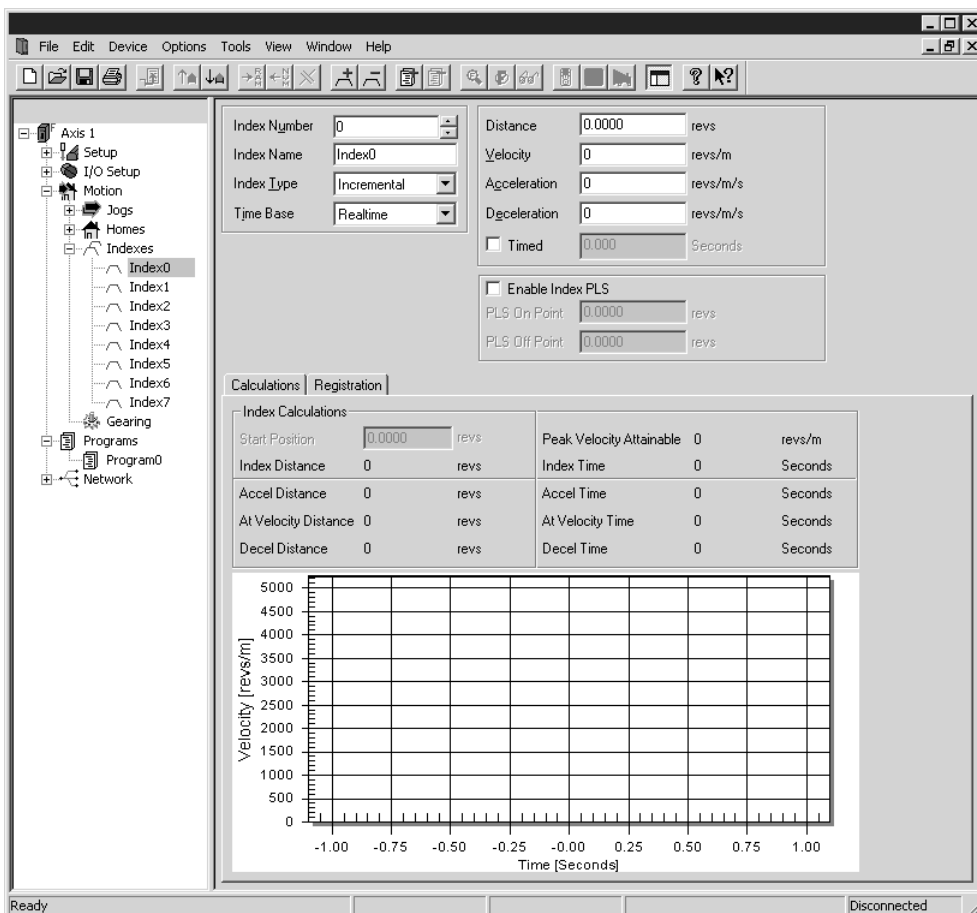 File Edit Device Options Tools View Window Help
Axis 1
Setup
I/O Setup
Motion
Jogs
Homes
Indexes
Index0
Index1
Index2
Index3
Index4
Index5
Index6
Index7
Gearing
Programs
Program0
Network
Index Number 0
Index Name Index0
Index Type Incremental
Time Base Realtime
Distance 0.0000 revs
Velocity 0 revs/m
Acceleration 0 revs/m/s
Deceleration 0 revs/m/s
Timed 0.000 Seconds
Enable Index PLS
PLS On Point 0.0000 revs
PLS Off Point 0.0000 revs
Calculations Registration
Index Calculations
Start Position 0.0000 revs Peak Velocity Attainable 0 revs/m
Index Distance 0 revs Index Time 0 Seconds
Accel Distance 0 revs Accel Time 0 Seconds
At Velocity Distance 0 revs At Velocity Time 0 Seconds
Decel Distance 0 revs Decel Time 0 Seconds
Velocity [revs/m]
5000
4500
4000
3500
3000
2500
2000
1500
1000
500
0
-1.00 -0.75 -0.50 -0.25 -0.00 0.25 0.50 0.75 1.00
Time [Seconds]
Ready Disconnected